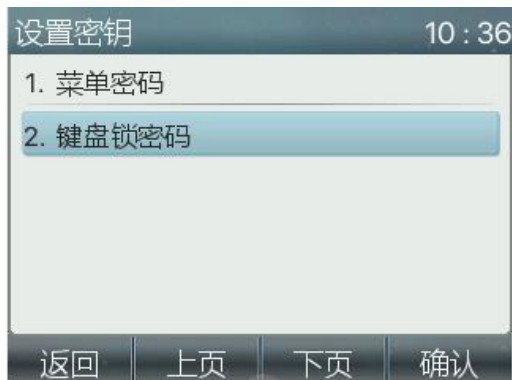 设置密钥 10:36
1. 菜单密码
2. 键盘锁密码
返回 上页 下页 确认